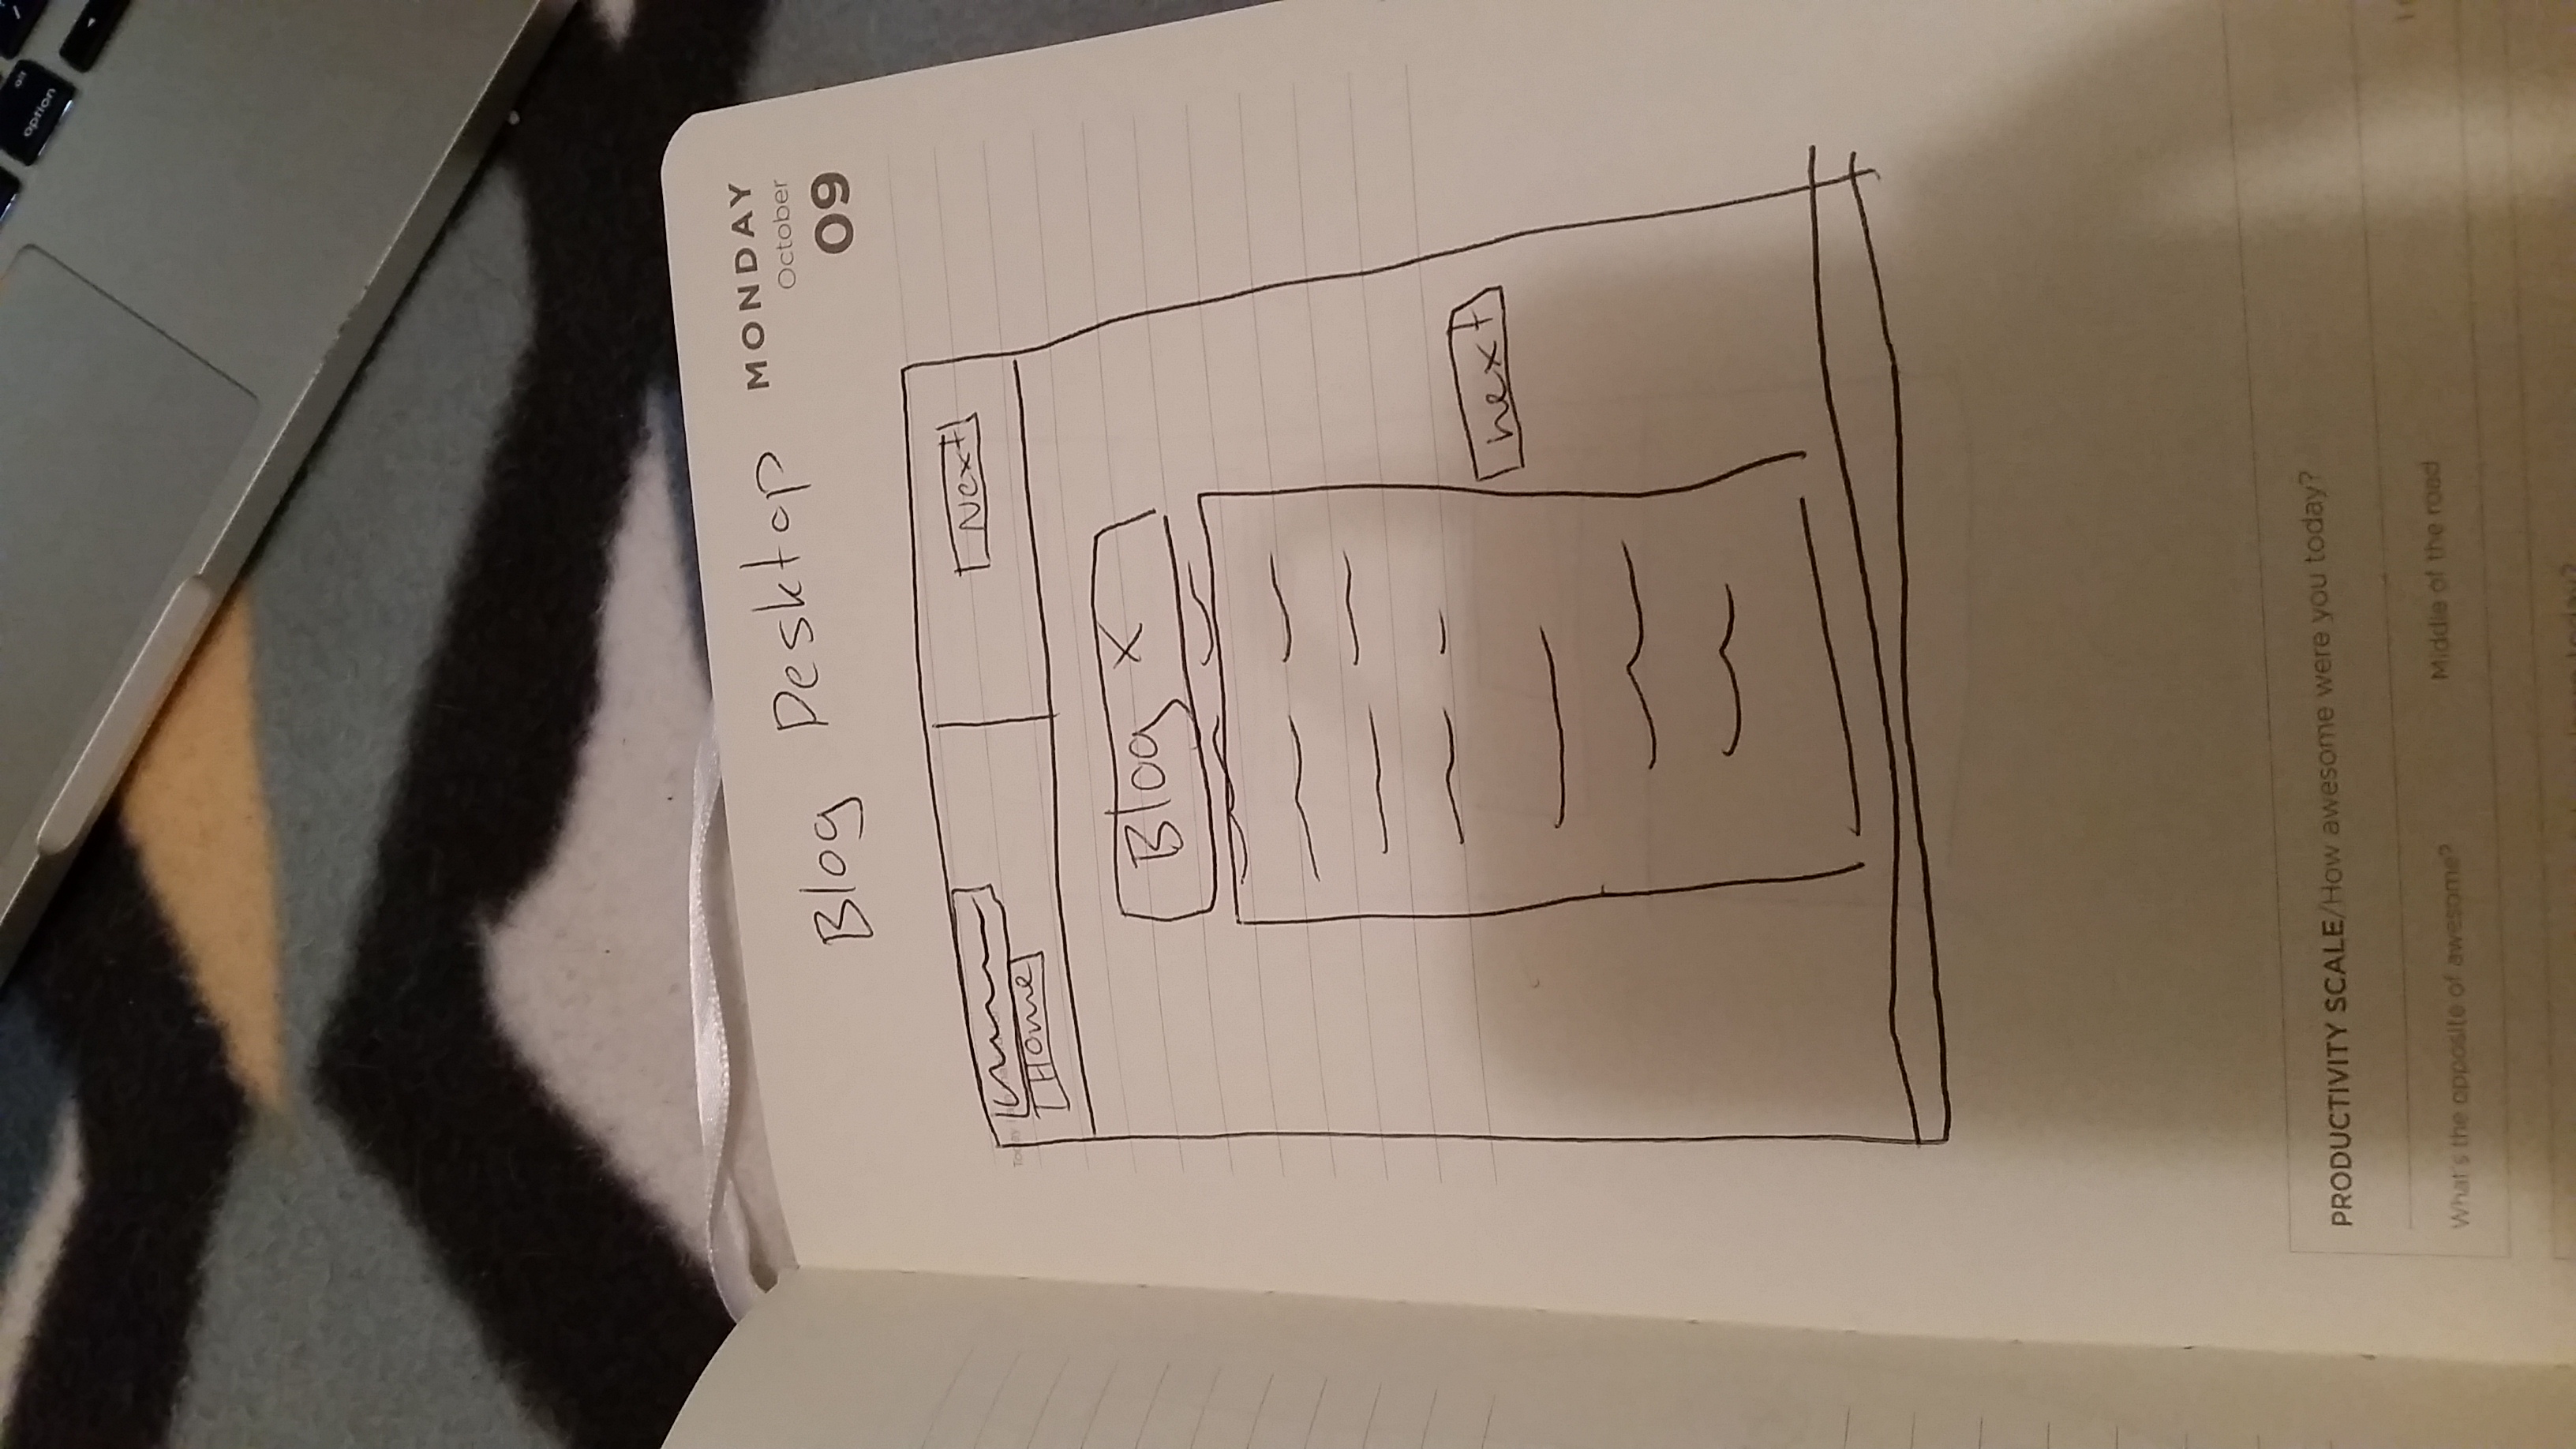 alt
option
MONDAY
October
09
Blog Desktop
Next
Home
Blog X
next
PRODUCTIVITY SCALE/How awesome were you today?
What's the opposite of awesome?
Middle of the road
today?